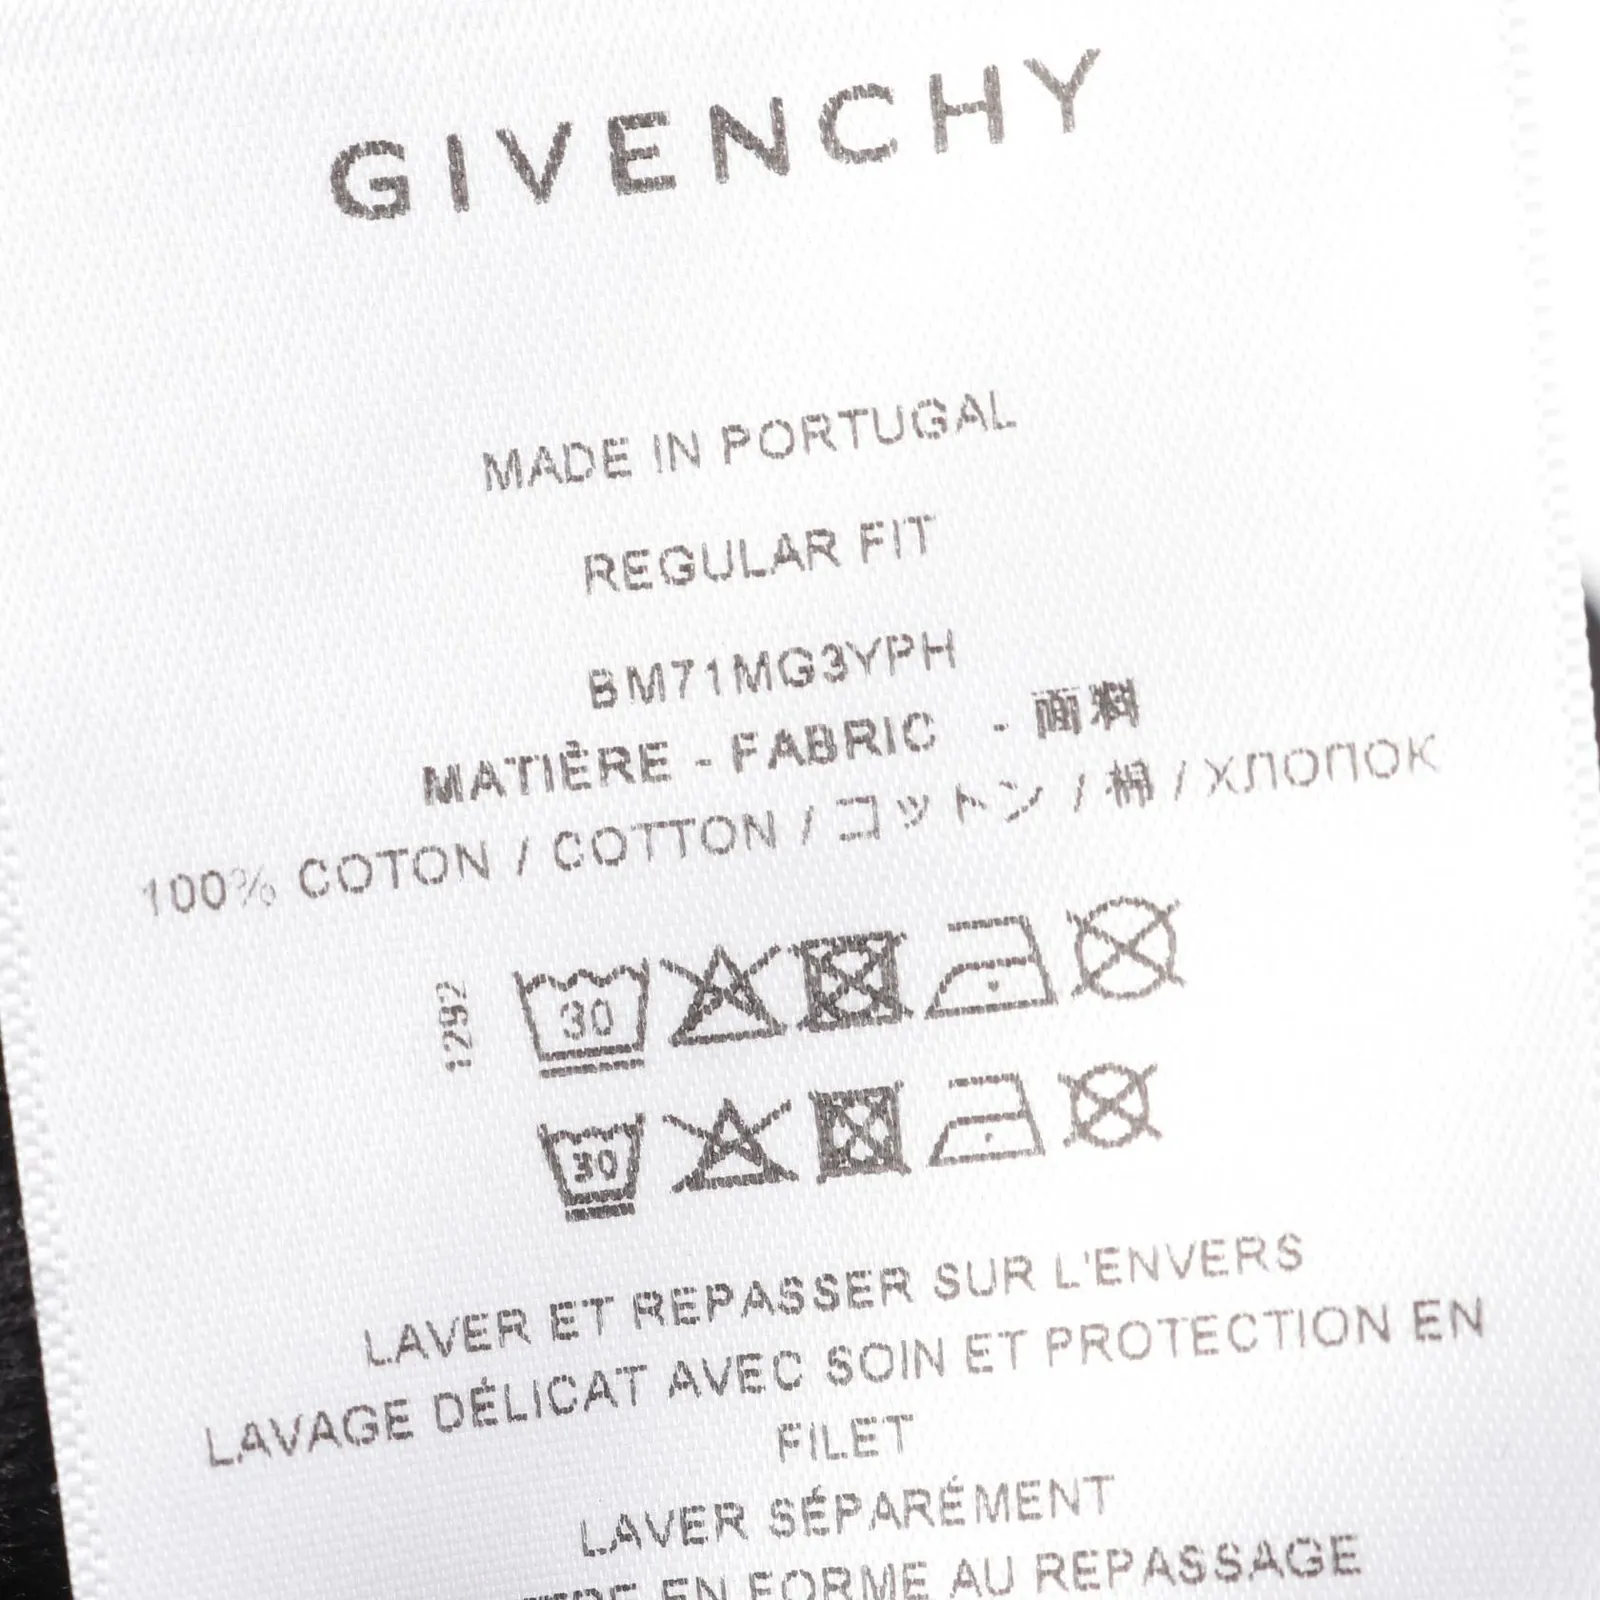 GIVENCHY
MADE IN PORTUGAL
REGULAR FIT
BM71MG3YPH
MATIÈRE - FABRIC - 面料
100% COTON / COTTON / コットン / 棉 / ХЛОПОК
1292
30
30
LAVER ET REPASSER SUR L'ENVERS
LAVAGE DÉLICAT AVEC SOIN ET PROTECTION EN
FILET
LAVER SÉPARÉMENT
EN FORME AU REPASSAGE